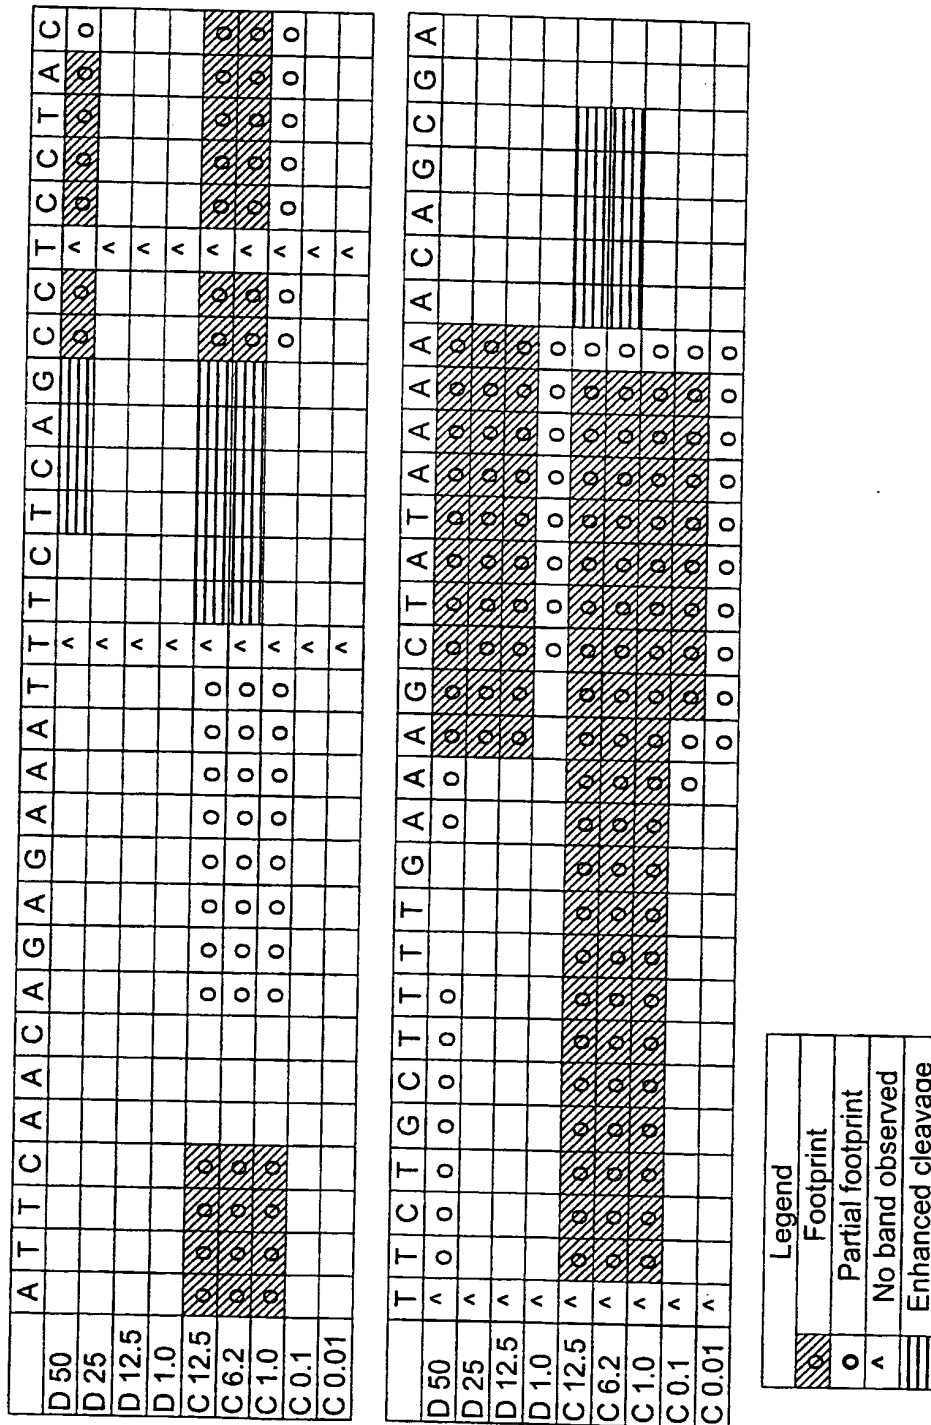 A T T C A A C A G A G A A A T T T C T C A G C C T C C T A C
D 50
D 25
D 12.5
D 1.0
C 12.5
C 6.2
C 1.0
C 0.1
C 0.01
T T C T G C T T T T G A A A G C T A T A A A A A C A G C G A
D 50
D 25
D 12.5
D 1.0
C 12.5
C 6.2
C 1.0
C 0.1
C 0.01
Legend
Footprint
Partial footprint
No band observed
Enhanced cleavage